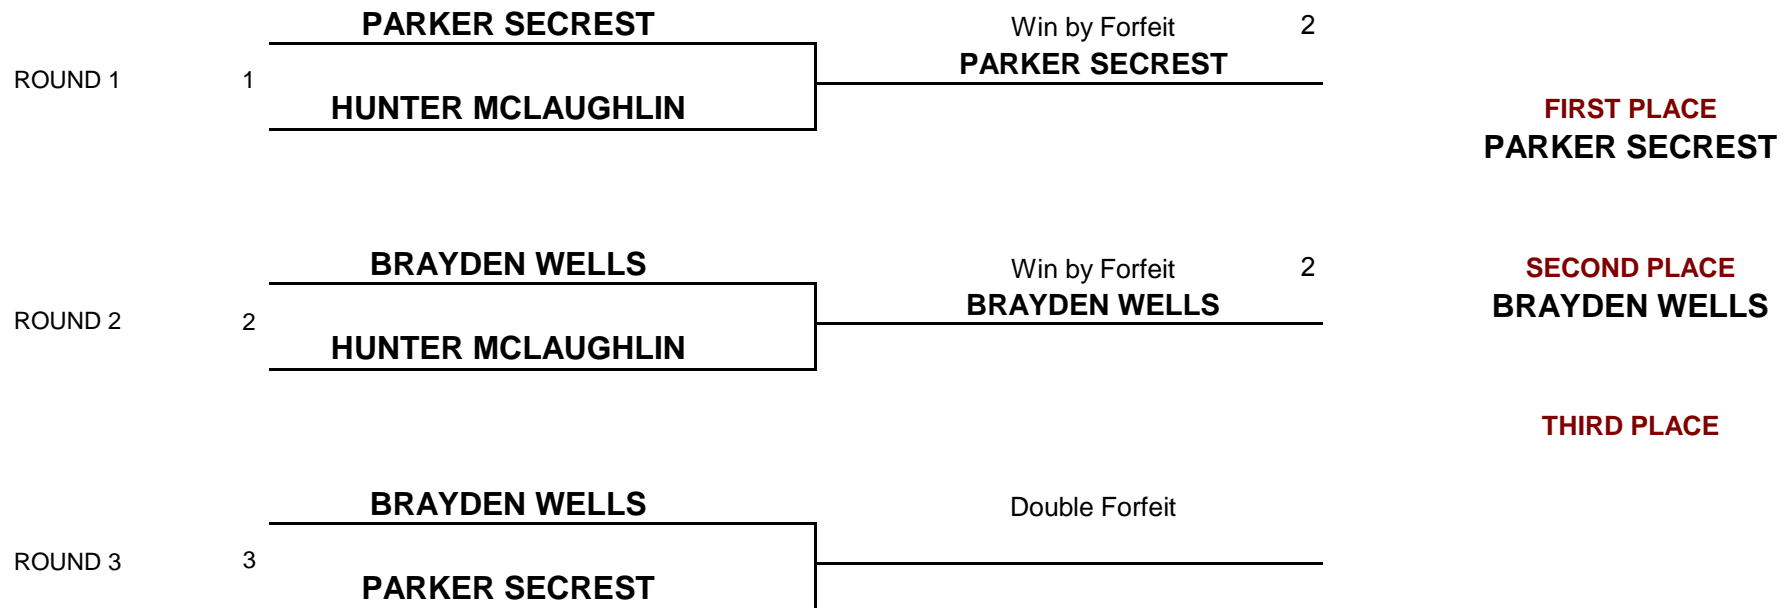 PARKER SECREST
Win by Forfeit 2
ROUND 1 1
PARKER SECREST
HUNTER MCLAUGHLIN
FIRST PLACE
PARKER SECREST
BRAYDEN WELLS
Win by Forfeit 2
SECOND PLACE
BRAYDEN WELLS
BRAYDEN WELLS
ROUND 2 2
HUNTER MCLAUGHLIN
THIRD PLACE
BRAYDEN WELLS
Double Forfeit
ROUND 3 3
PARKER SECREST